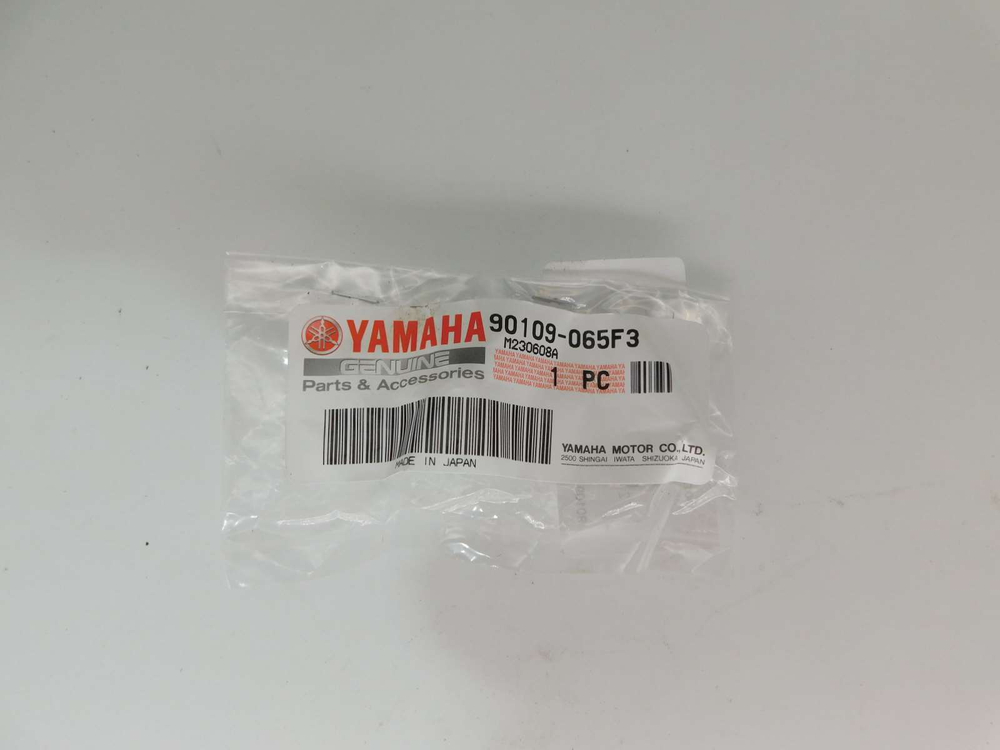 YAMAHA
GENUINE
Parts & Accessories
90109-065F3
M230608A
1 PC
MADE IN JAPAN
YAMAHA MOTOR CO.,LTD.
2500 SHINGAI IWATA SHIZUOKA JAPAN